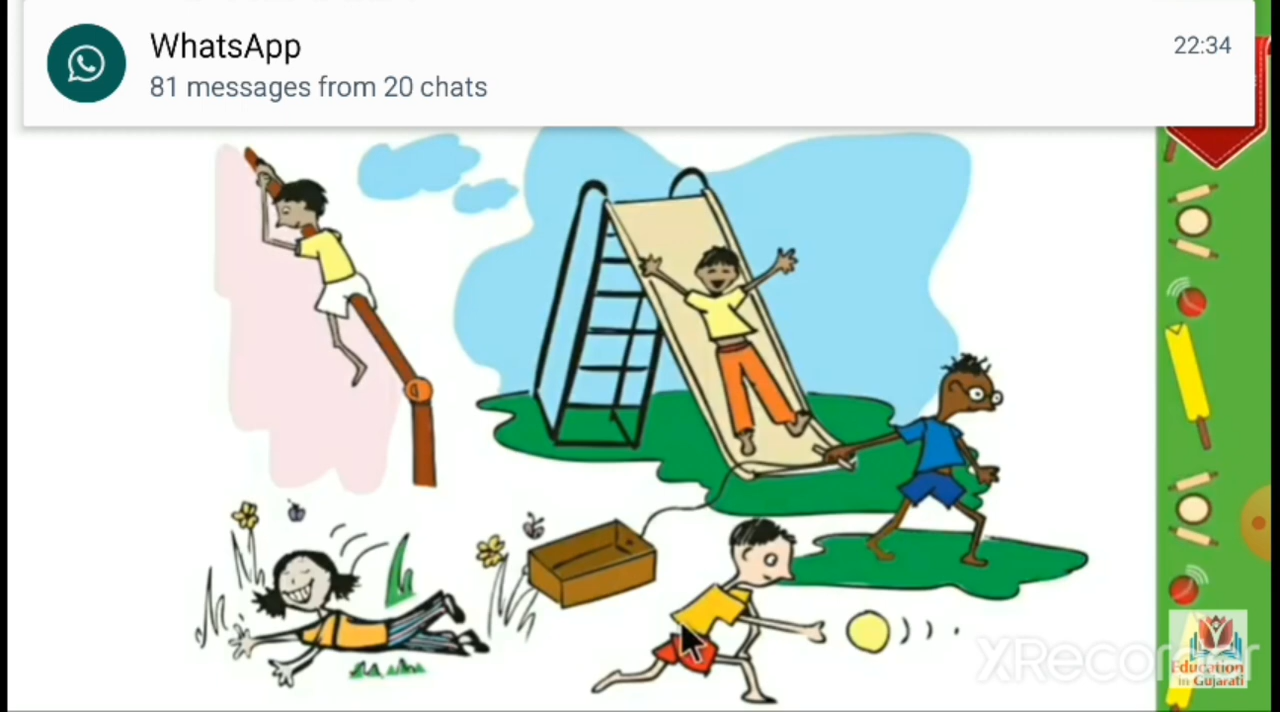 WhatsApp
22:34
81 messages from 20 chats
XRecorder
Education
in Gujarati